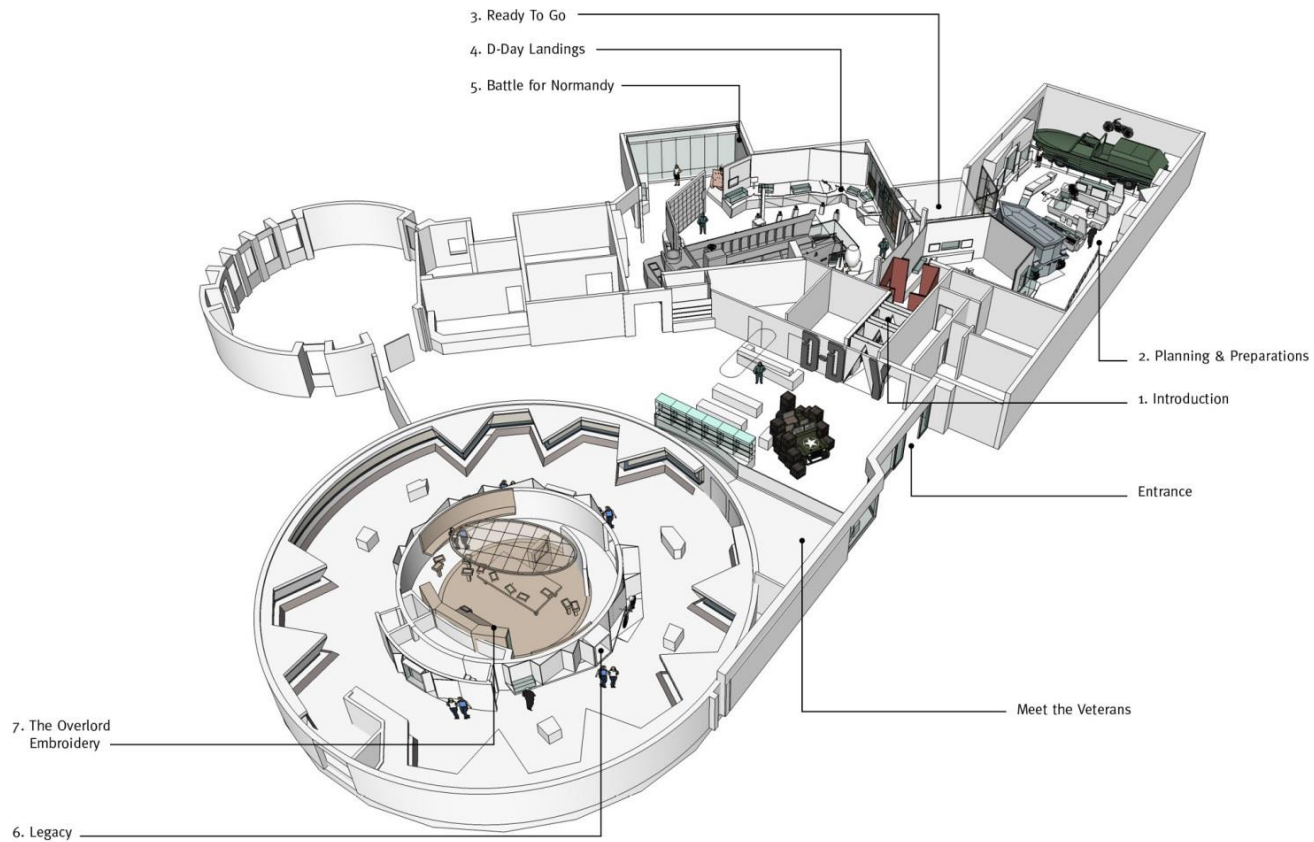 3. Ready To Go
4. D-Day Landings
5. Battle for Normandy
2. Planning & Preparations
1. Introduction
D-DAY
Entrance
Meet the Veterans
7. The Overlord
Embroidery
6. Legacy